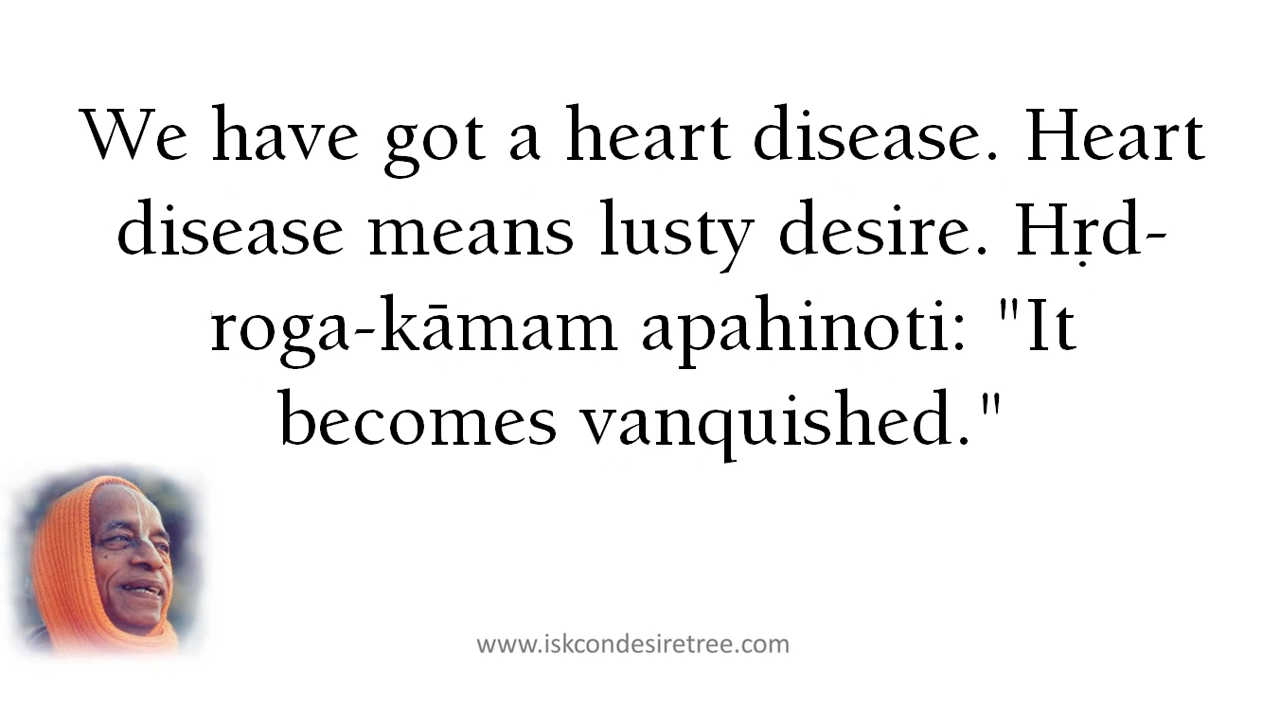 We have got a heart disease. Heart
disease means lusty desire. Hṛd-
roga-kāmam apahinoti: "It
becomes vanquished."
www.iskcondesiretree.com